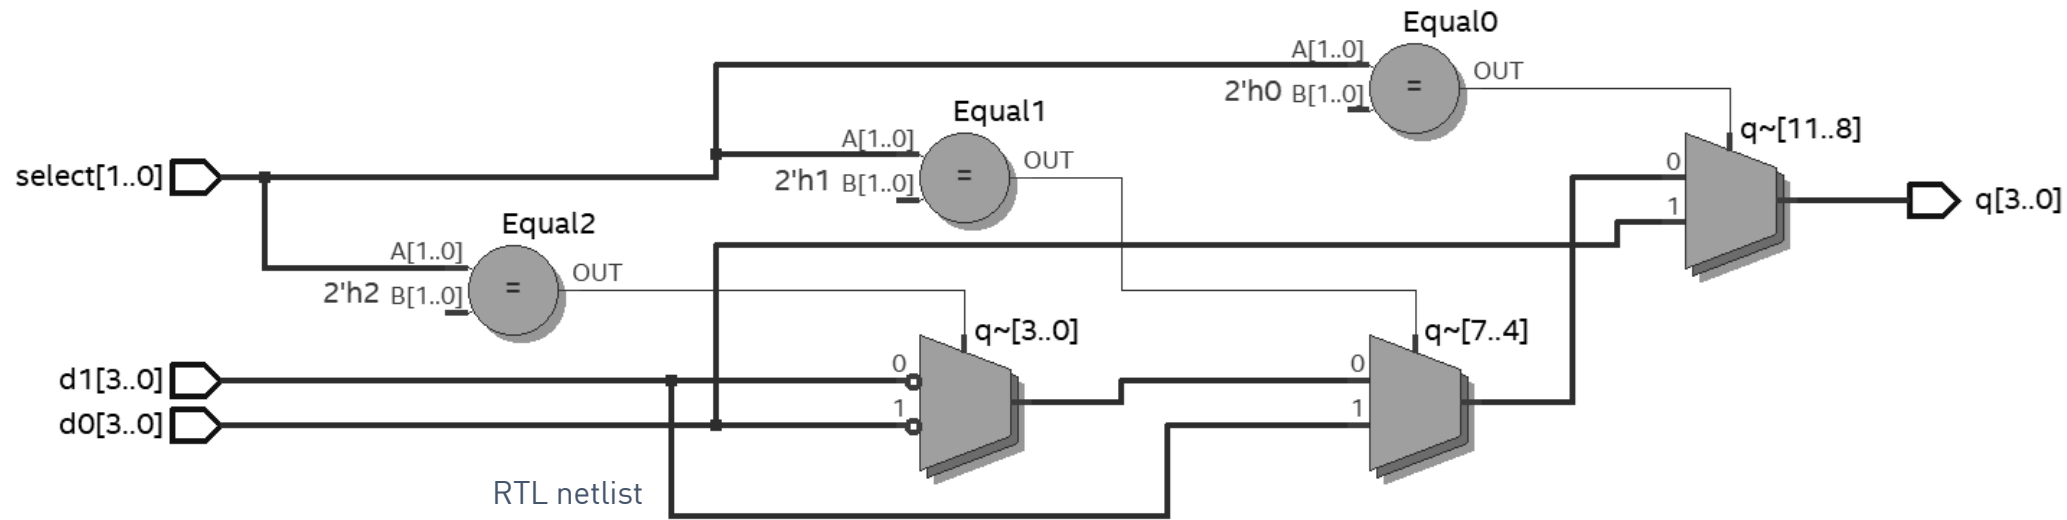 Equal0
A[1..0]
OUT
2'h0 B[1..0]
=
Equal1
A[1..0]
OUT
2'h1 B[1..0]
=
q~[11..8]
0
1
select[1..0]
q[3..0]
Equal2
A[1..0]
OUT
2'h2 B[1..0]
=
q~[3..0]
0
1
q~[7..4]
0
1
d1[3..0]
d0[3..0]
RTL netlist